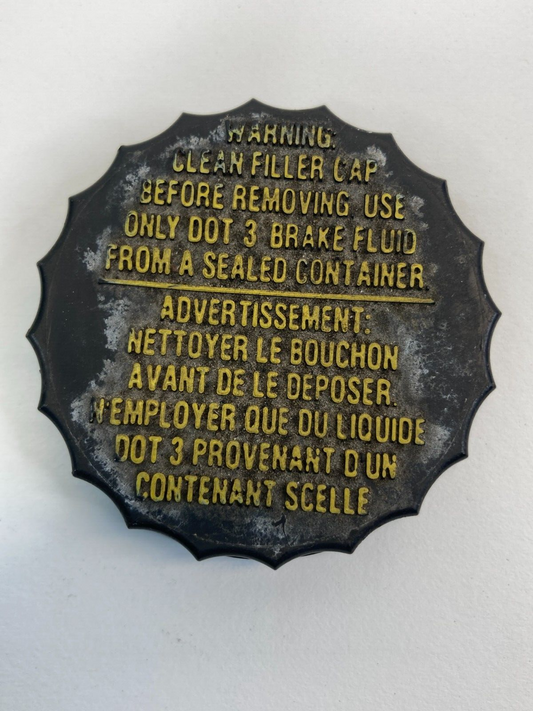 WARNING:
CLEAN FILLER CAP
BEFORE REMOVING. USE
ONLY DOT 3 BRAKE FLUID
FROM A SEALED CONTAINER.
ADVERTISSEMENT:
NETTOYER LE BOUCHON
AVANT DE LE DEPOSER.
N'EMPLOYER QUE DU LIQUIDE
DOT 3 PROVENANT D'UN
CONTENANT SCELLE
1